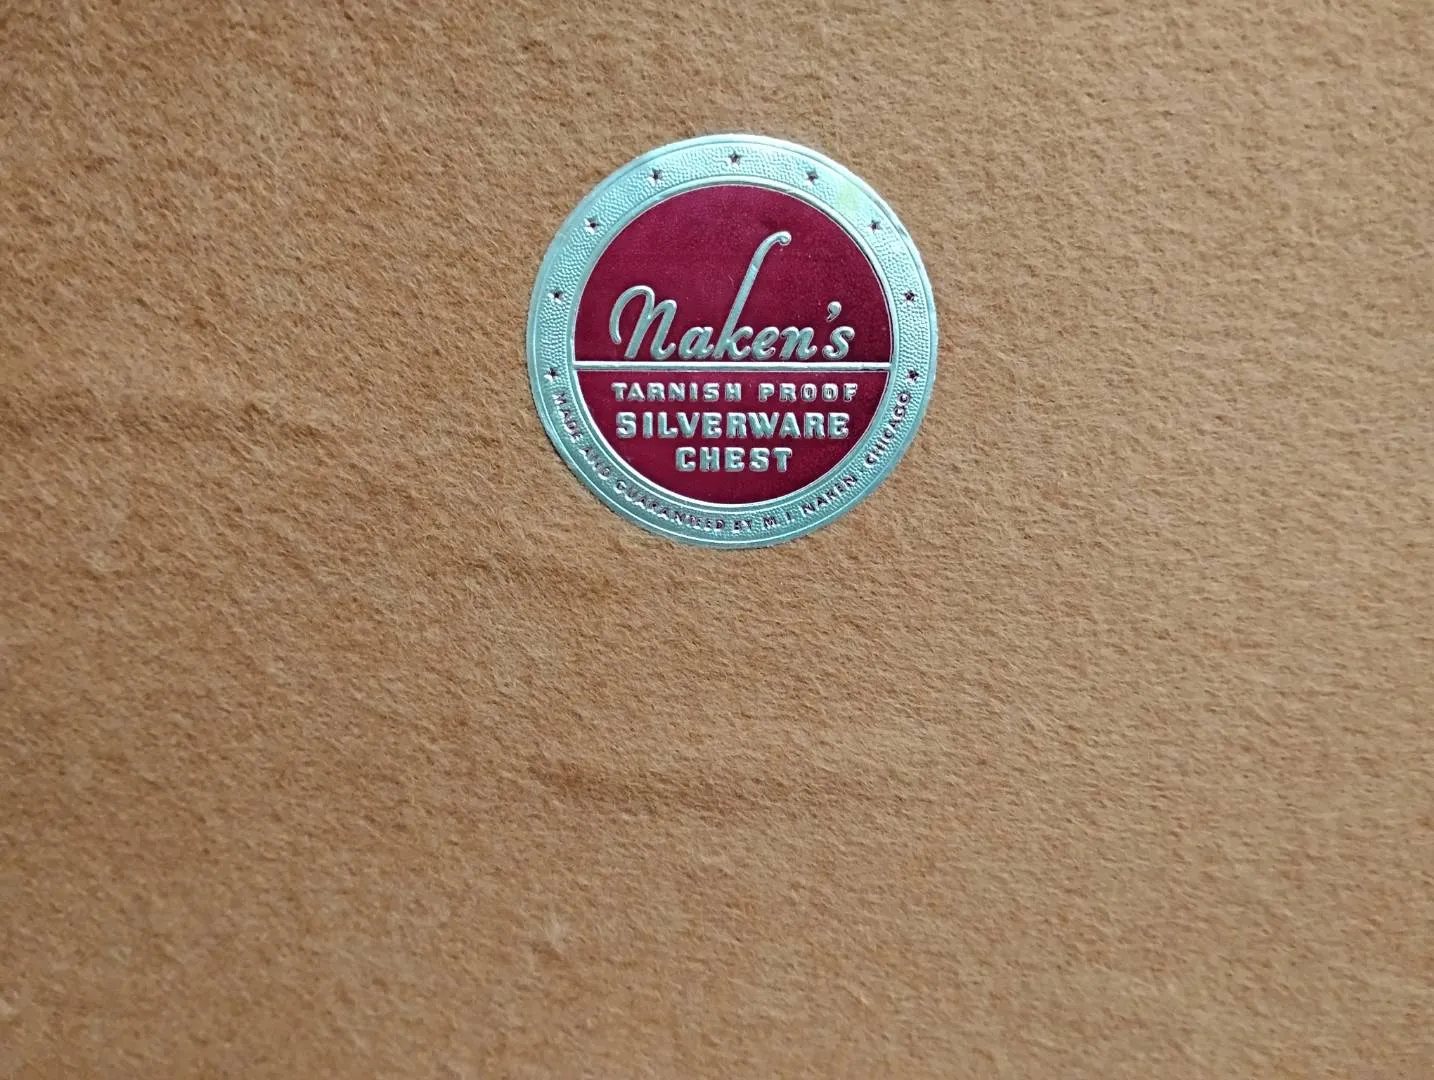 Naken's
TARNISH PROOF
SILVERWARE
CHEST
MADE AND GUARANTEED BY M. I. NAKEN CHICAGO